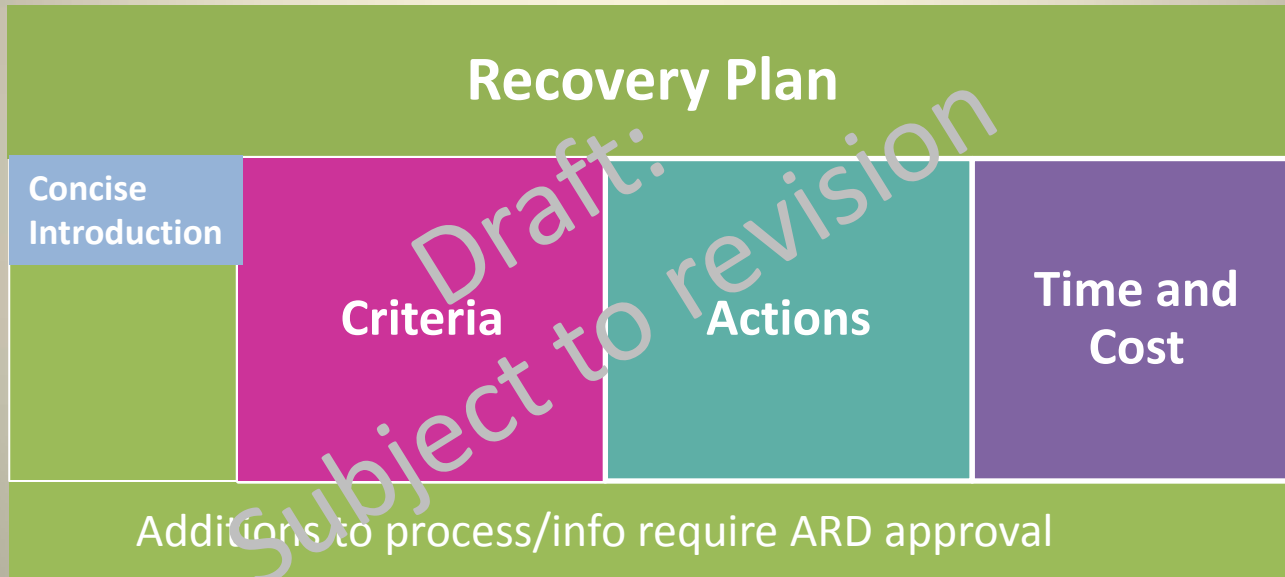 Recovery Plan
Concise
Introduction
Criteria
Actions
Time and
Cost
Draft:
Subject to revision
Additions to process/info require ARD approval